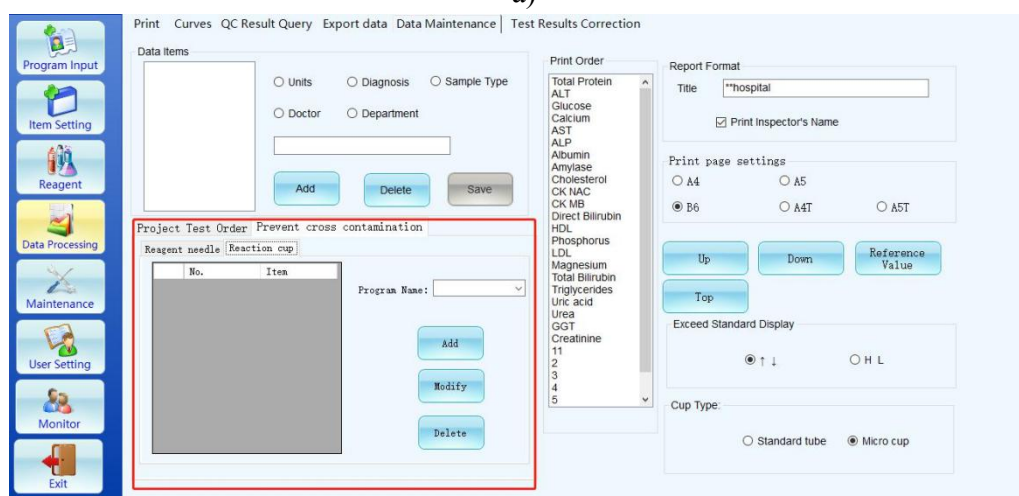 a)
Print Curves QC Result Query Export data Data Maintenance Test Results Correction
Program Input
Item Setting
Reagent
Data Processing
Maintenance
User Setting
Monitor
Exit
Data Items
Units Diagnosis Sample Type
Doctor Department
Add Delete Save
Project Test Order Prevent cross contamination
Reagent needle Reaction cup
No. Item
Program Name:
Add
Modify
Delete
Print Order
Total Protein
ALT
Glucose
Calcium
AST
ALP
Albumin
Amylase
Cholesterol
CK NAC
CK MB
Direct Bilirubin
HDL
Phosphorus
LDL
Magnesium
Total Bilirubin
Triglycerides
Uric acid
Urea
GGT
Creatinine
11
2
3
4
5
Report Format
Title **hospital
Print Inspector's Name
Print page settings
A4 A5
B6 A4T A5T
Up Down Reference
Value
Top
Exceed Standard Display
↑ ↓ H L
Cup Type:
Standard tube Micro cup